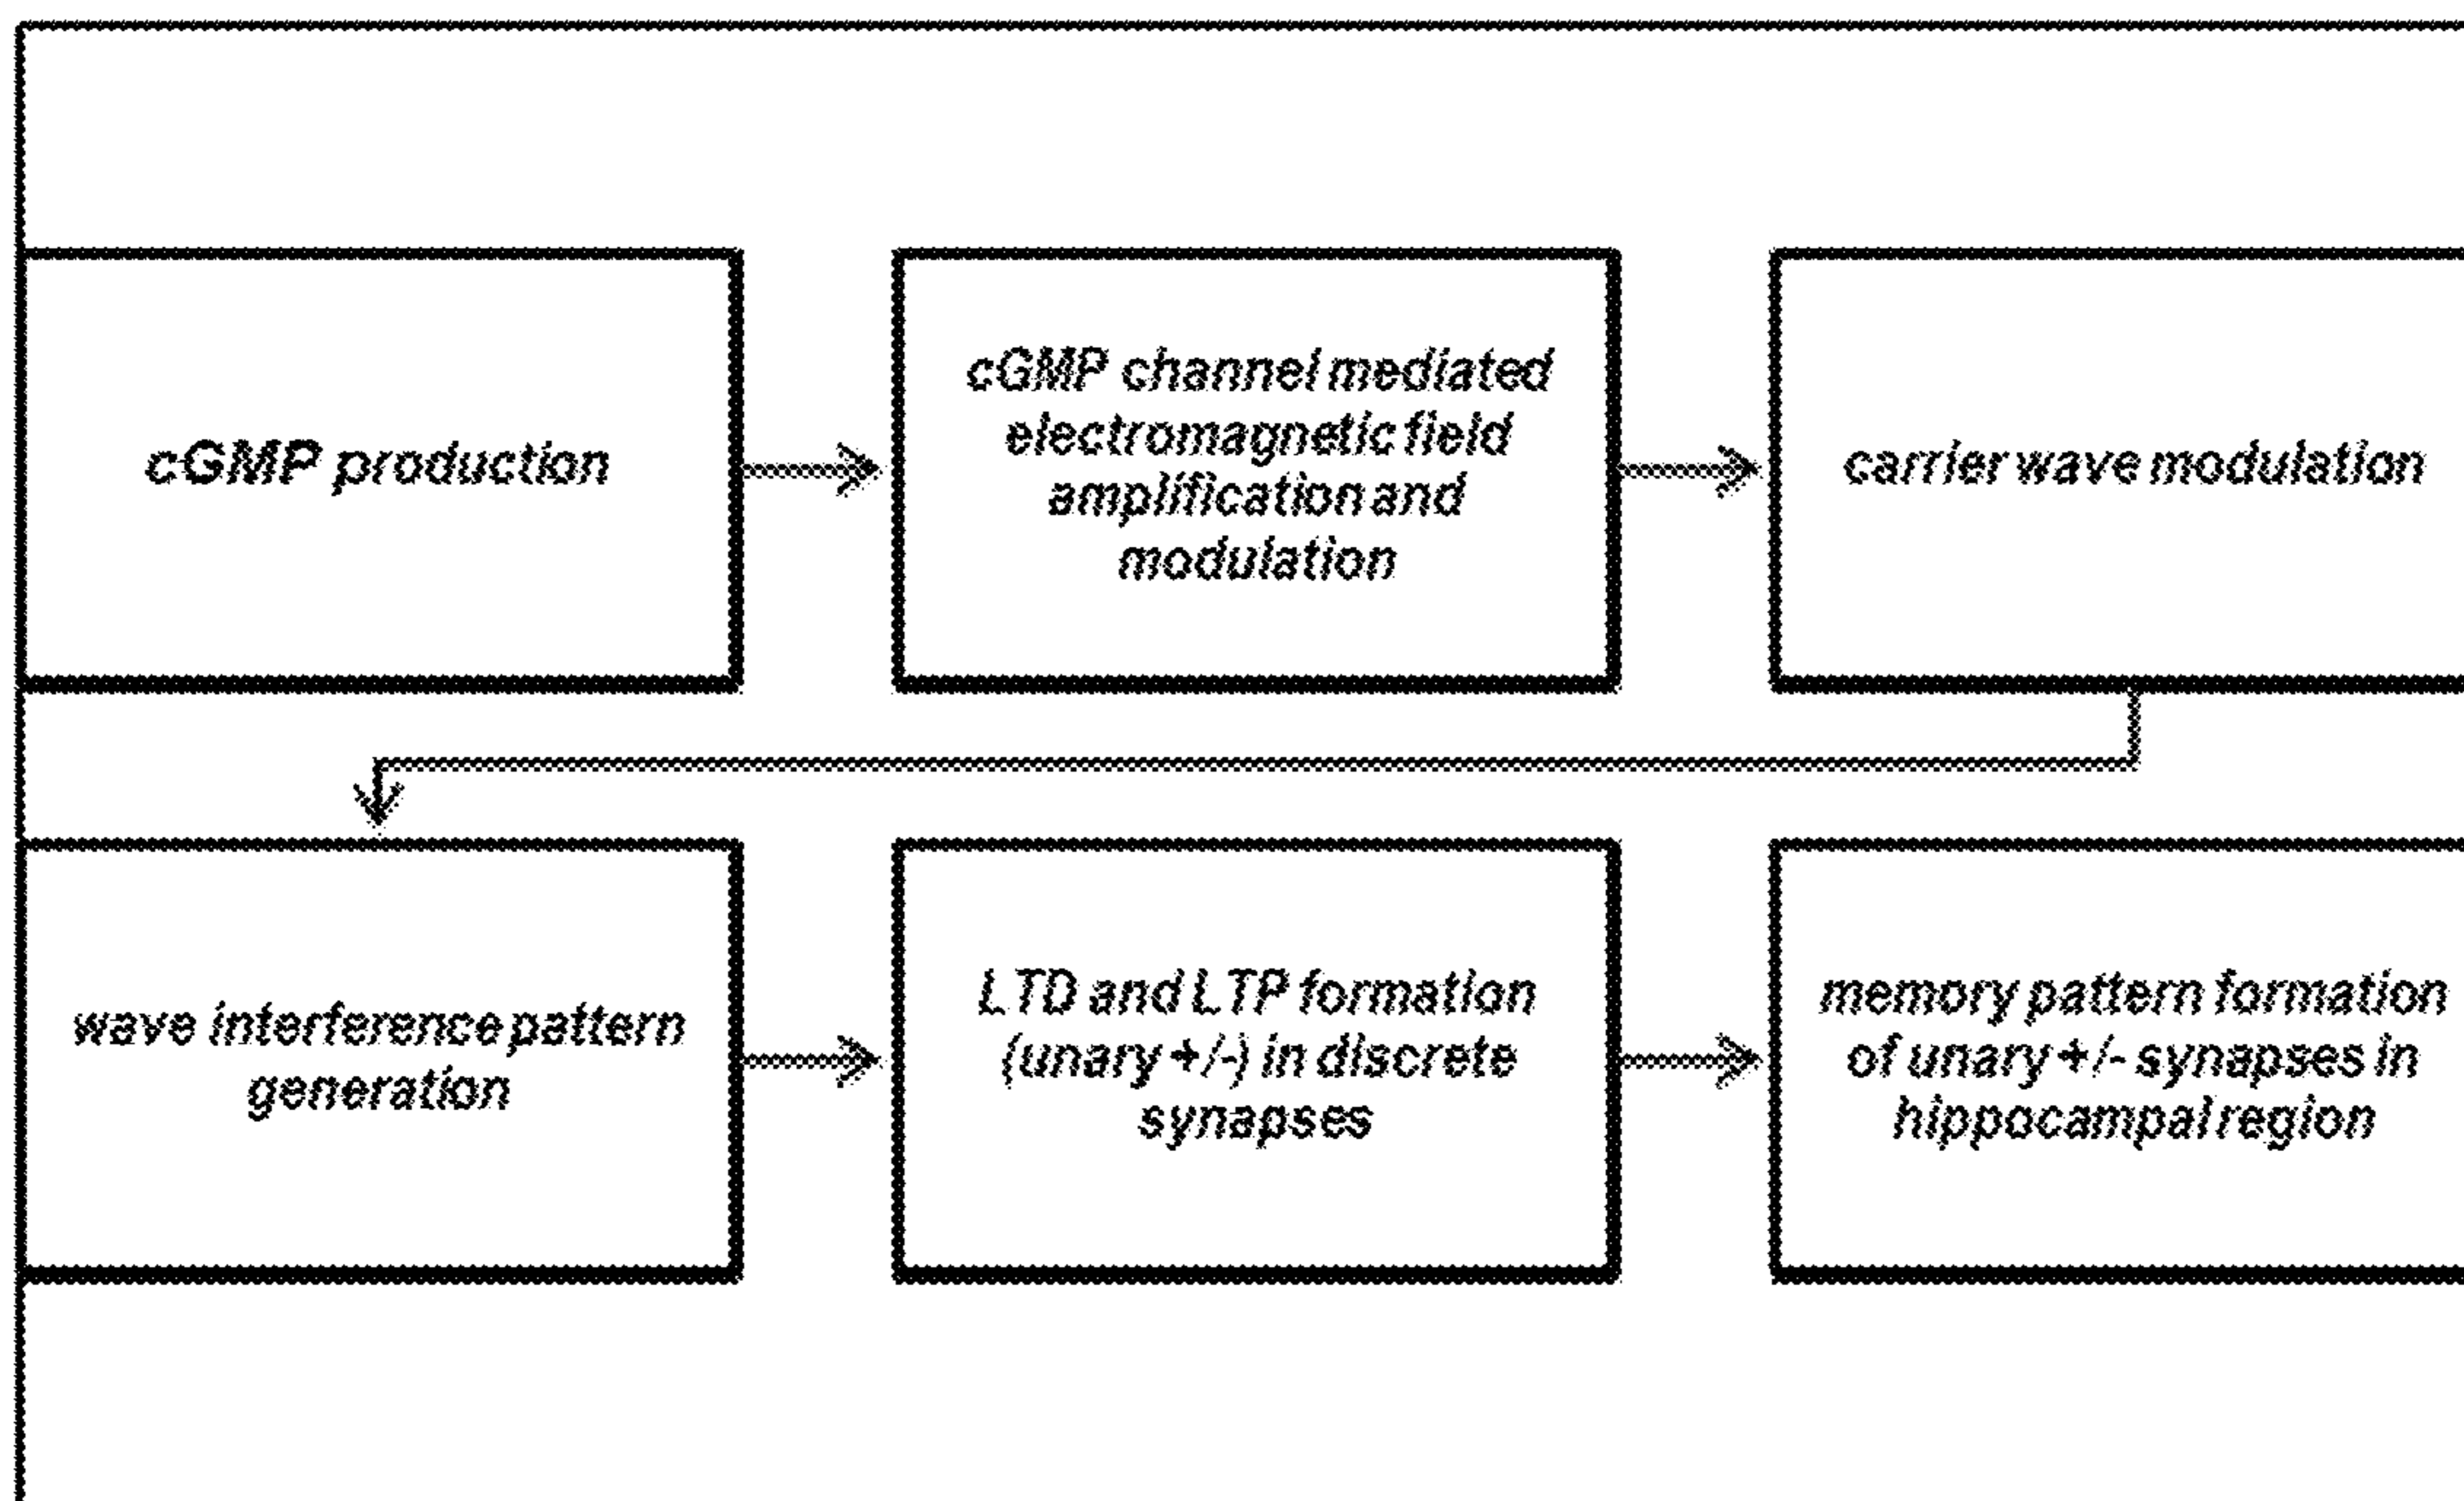 cGMP production
cGMP channel mediated
electromagnetic field
amplification and
modulation
carrier wave modulation
wave interference pattern
generation
LTD and LTP formation
(unary +/-) in discrete
synapses
memory pattern formation
of unary +/- synapses in
hippocampal region